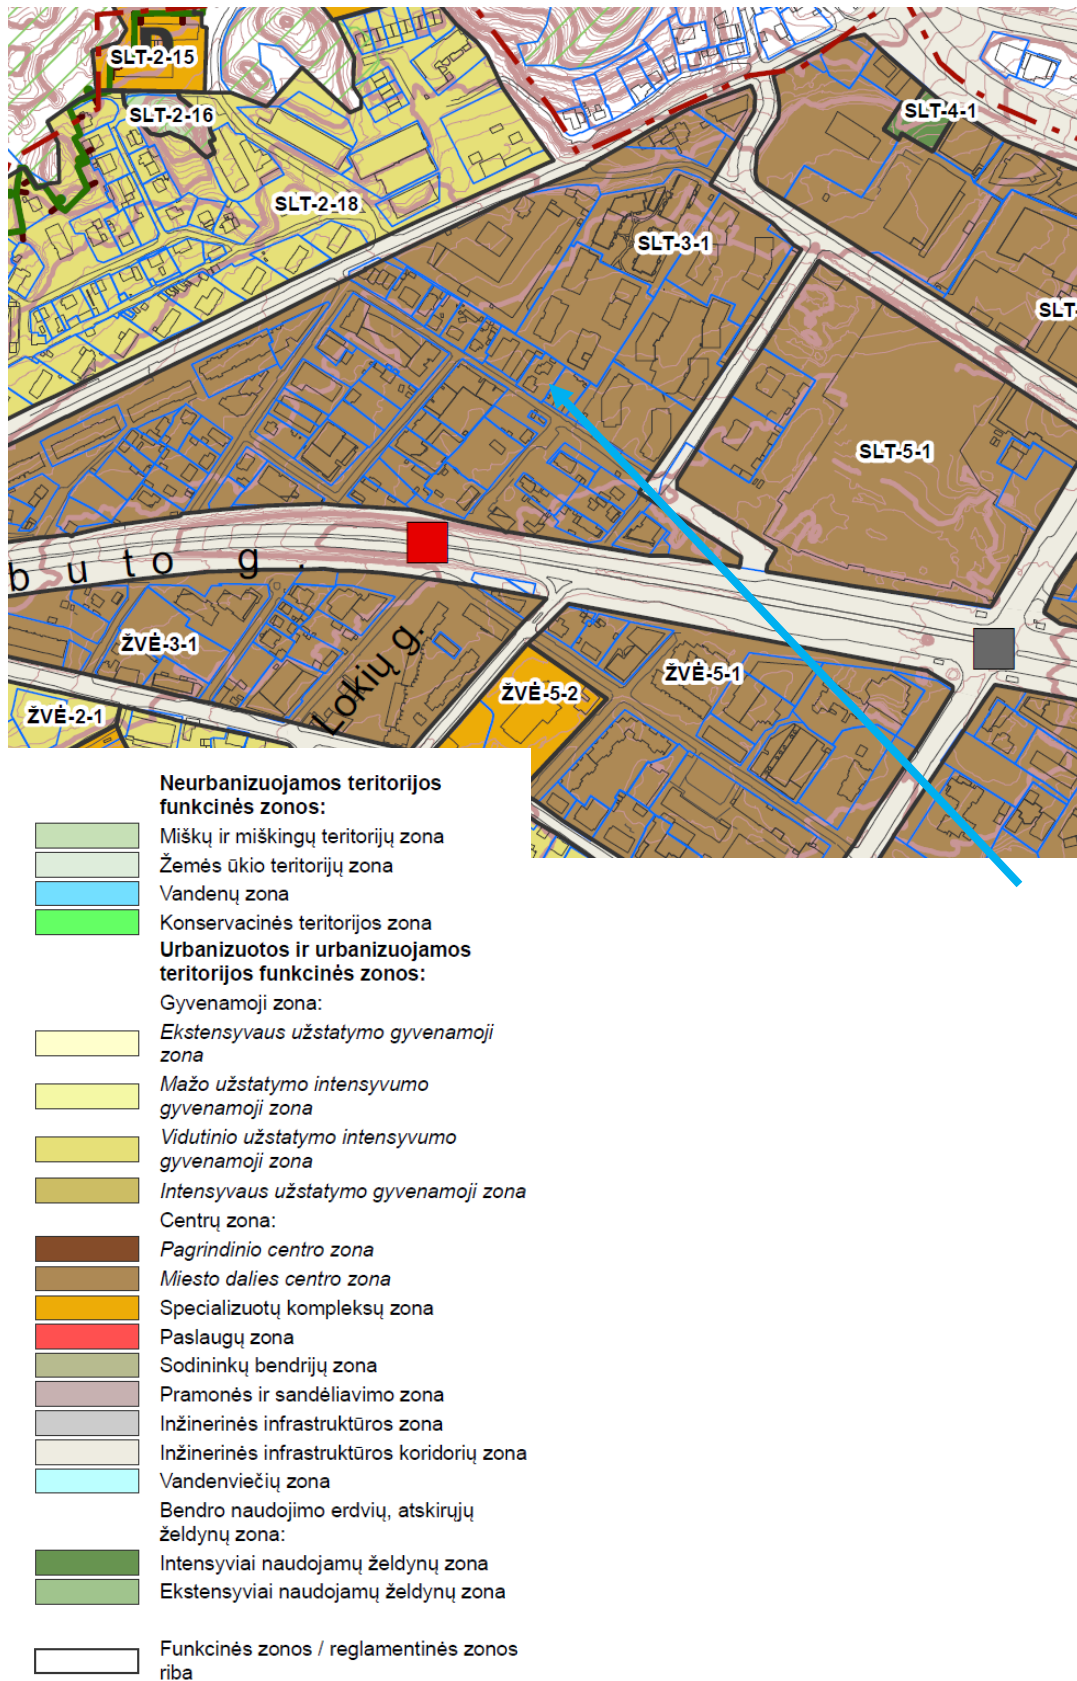 SLT-2-15
SLT-2-16
SLT-4-1
SLT-2-18
SLT-3-1
SLT-
SLT-5-1
b u t o g .
ŽVĖ-3-1
Lokių g.
ŽVĖ-5-1
ŽVĖ-5-2
ŽVĖ-2-1
Neurbanizuojamos teritorijos
funkcinės zonos:
Miškų ir miškingų teritorijų zona
Žemės ūkio teritorijų zona
Vandenų zona
Konservacinės teritorijos zona
Urbanizuotos ir urbanizuojamos
teritorijos funkcinės zonos:
Gyvenamoji zona:
Ekstensyvaus užstatymo gyvenamoji
zona
Mažo užstatymo intensyvumo
gyvenamoji zona
Vidutinio užstatymo intensyvumo
gyvenamoji zona
Intensyvaus užstatymo gyvenamoji zona
Centrų zona:
Pagrindinio centro zona
Miesto dalies centro zona
Specializuotų kompleksų zona
Paslaugų zona
Sodininkų bendrijų zona
Pramonės ir sandėliavimo zona
Inžinerinės infrastruktūros zona
Inžinerinės infrastruktūros koridorių zona
Vandenviečių zona
Bendro naudojimo erdvių, atskirųjų
želdynų zona:
Intensyviai naudojamų želdynų zona
Ekstensyviai naudojamų želdynų zona
Funkcinės zonos / reglamentinės zonos
riba